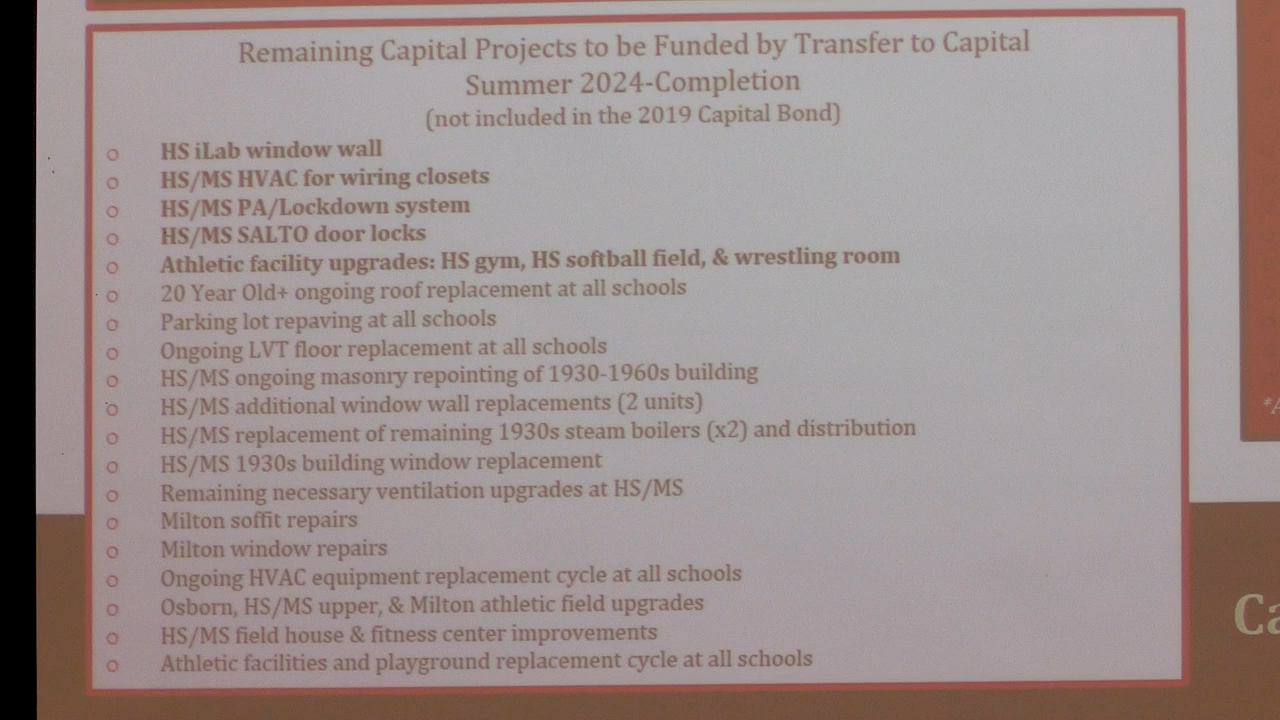 Remaining Capital Projects to be Funded by Transfer to Capital
Summer 2024-Completion
(not included in the 2019 Capital Bond)
HS iLab window wall
HS/MS HVAC for wiring closets
HS/MS PA/Lockdown system
HS/MS SALTO door locks
Athletic facility upgrades: HS gym, HS softball field, & wrestling room
20 Year Old+ ongoing roof replacement at all schools
Parking lot repaving at all schools
Ongoing LVT floor replacement at all schools
HS/MS ongoing masonry repointing of 1930-1960s building
HS/MS additional window wall replacements (2 units)
HS/MS replacement of remaining 1930s steam boilers (x2) and distribution
HS/MS 1930s building window replacement
Remaining necessary ventilation upgrades at HS/MS
Milton soffit repairs
Milton window repairs
Ongoing HVAC equipment replacement cycle at all schools
Osborn, HS/MS upper, & Milton athletic field upgrades
HS/MS field house & fitness center improvements
Athletic facilities and playground replacement cycle at all schools